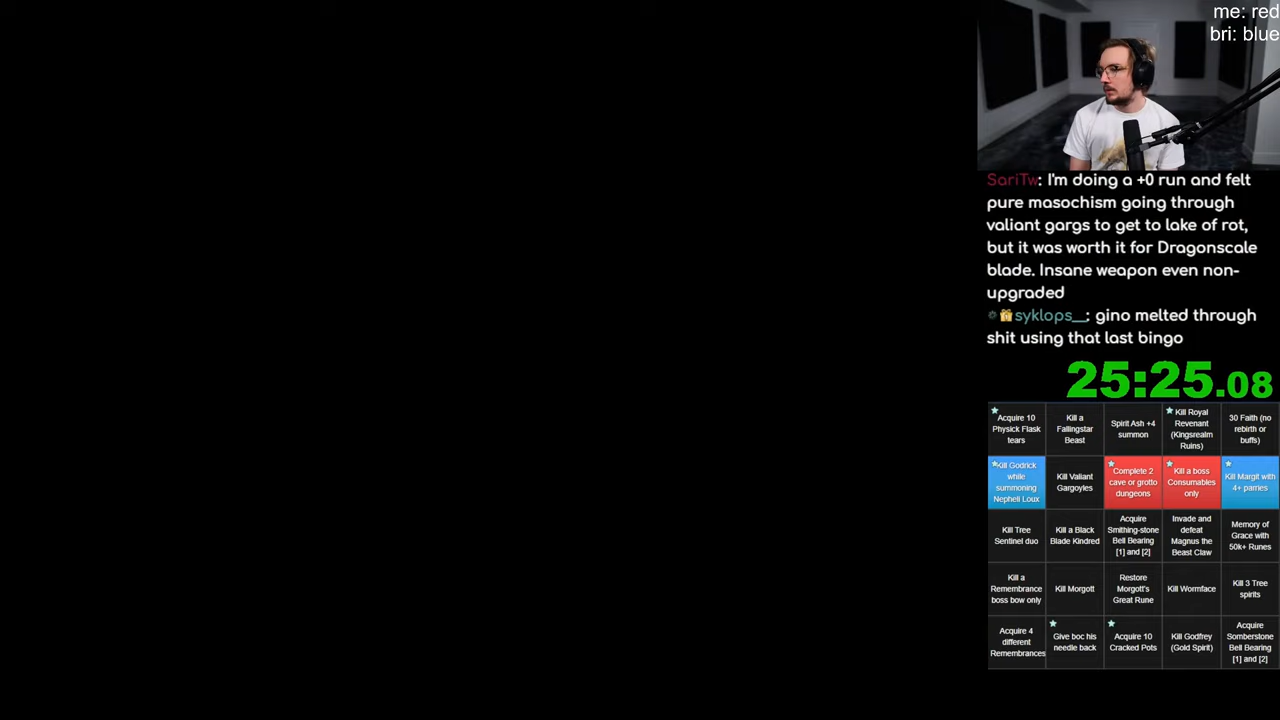 me: red
bri: blue
SariTw: I'm doing a +0 run and felt
pure masochism going through
valiant gargs to get to lake of rot,
but it was worth it for Dragonscale
blade. Insane weapon even non-
upgraded
syklops__: gino melted through
shit using that last bingo
25:25.08
Acquire 10
Physick Flask
tears
Kill a
Fallingstar
Beast
Spirit Ash +4
summon
Kill Royal
Revenant
(Kingsrealm
Ruins)
30 Faith (no
rebirth or
buffs)
Kill Godrick
while
summoning
Nepheli Loux
Kill Valiant
Gargoyles
Complete 2
cave or grotto
dungeons
Kill a boss
Consumables
only
Kill Margit with
4+ parries
Kill Tree
Sentinel duo
Kill a Black
Blade Kindred
Acquire
Smithing-stone
Bell Bearing
[1] and [2]
Invade and
defeat
Magnus the
Beast Claw
Memory of
Grace with
50k+ Runes
Kill a
Remembrance
boss bow only
Kill Morgott
Restore
Morgott's
Great Rune
Kill Wormface
Kill 3 Tree
spirits
Acquire 4
different
Remembrances
Give boc his
needle back
Acquire 10
Cracked Pots
Kill Godfrey
(Gold Spirit)
Acquire
Somberstone
Bell Bearing
[1] and [2]